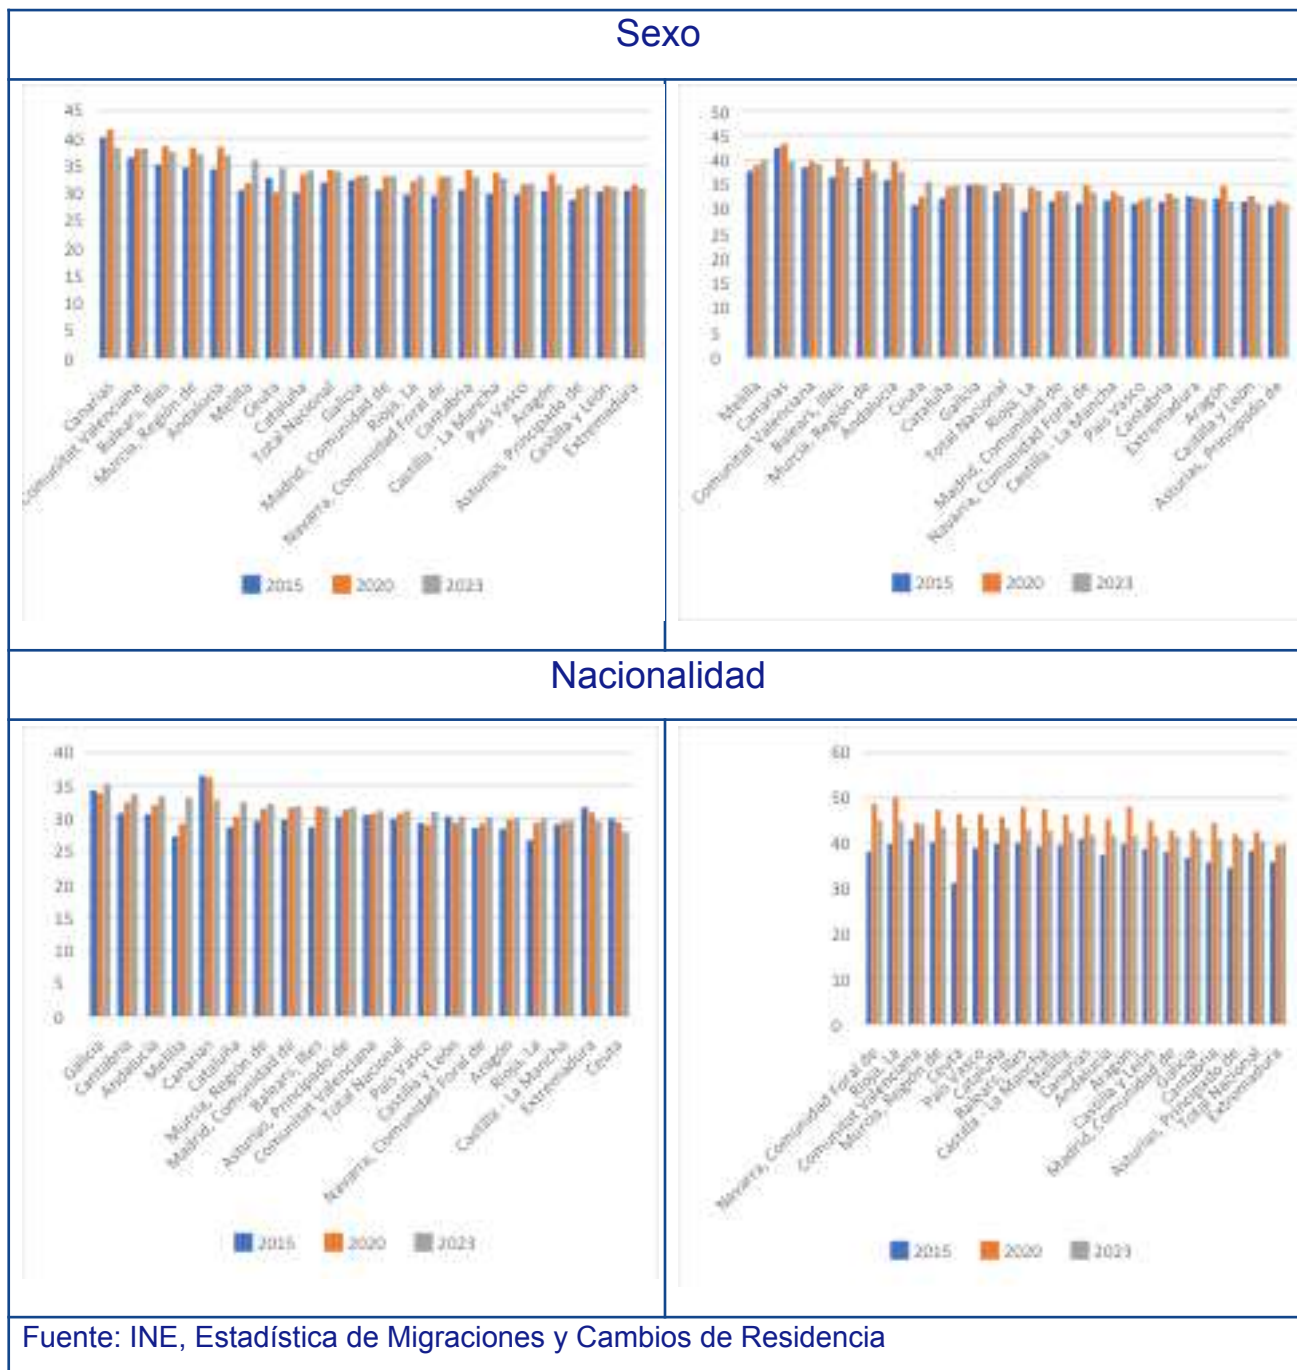 Sexo
45
40
35
30
25
20
15
10
5
0
Canarias
Comunitat Valenciana
Balears, Illes
Murcia, Región de
Andalucía
Melilla
Ceuta
Cataluña
Total Nacional
Galicia
Madrid, Comunidad de
Rioja, La
Navarra, Comunidad Foral de
Cantabria
Castilla - La Mancha
País Vasco
Aragón
Asturias, Principado de
Castilla y León
Extremadura
2015 2020 2023
50
45
40
35
30
25
20
15
10
5
0
Melilla
Canarias
Comunitat Valenciana
Balears, Illes
Murcia, Región de
Andalucía
Ceuta
Cataluña
Galicia
Total Nacional
Rioja, La
Madrid, Comunidad de
Navarra, Comunidad Foral de
Castilla - La Mancha
País Vasco
Cantabria
Extremadura
Aragón
Castilla y León
Asturias, Principado de
2015 2020 2023
Nacionalidad
40
35
30
25
20
15
10
5
0
Galicia
Cantabria
Andalucía
Melilla
Canarias
Cataluña
Murcia, Región de
Madrid, Comunidad de
Balears, Illes
Asturias, Principado de
Comunitat Valenciana
Total Nacional
País Vasco
Castilla y León
Navarra, Comunidad Foral de
Aragón
Rioja, La
Castilla - La Mancha
Extremadura
Ceuta
2015 2020 2023
60
50
40
30
20
10
0
Navarra, Comunidad Foral de
Rioja, La
Comunitat Valenciana
Murcia, Región de
Ceuta
País Vasco
Cataluña
Balears, Illes
Castilla - La Mancha
Melilla
Canarias
Andalucía
Aragón
Castilla y León
Madrid, Comunidad de
Galicia
Cantabria
Asturias, Principado de
Total Nacional
Extremadura
2015 2020 2023
Fuente: INE, Estadística de Migraciones y Cambios de Residencia